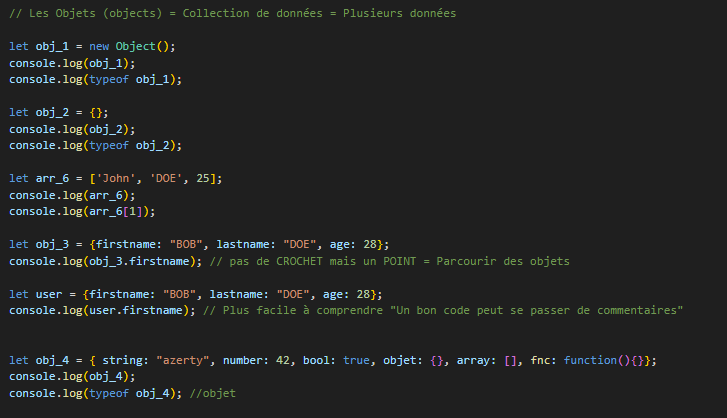 // Les Objets (objects) = Collection de données = Plusieurs données
let obj_1 = new Object();
console.log(obj_1);
console.log(typeof obj_1);
let obj_2 = {};
console.log(obj_2);
console.log(typeof obj_2);
let arr_6 = ['John', 'DOE', 25];
console.log(arr_6);
console.log(arr_6[1]);
let obj_3 = {firstname: "BOB", lastname: "DOE", age: 28};
console.log(obj_3.firstname); // pas de CROCHET mais un POINT = Parcourir des objets
let user = {firstname: "BOB", lastname: "DOE", age: 28};
console.log(user.firstname); // Plus facile à comprendre "Un bon code peut se passer de commentaires"
let obj_4 = { string: "azerty", number: 42, bool: true, objet: {}, array: [], fnc: function(){}};
console.log(obj_4);
console.log(typeof obj_4); //objet